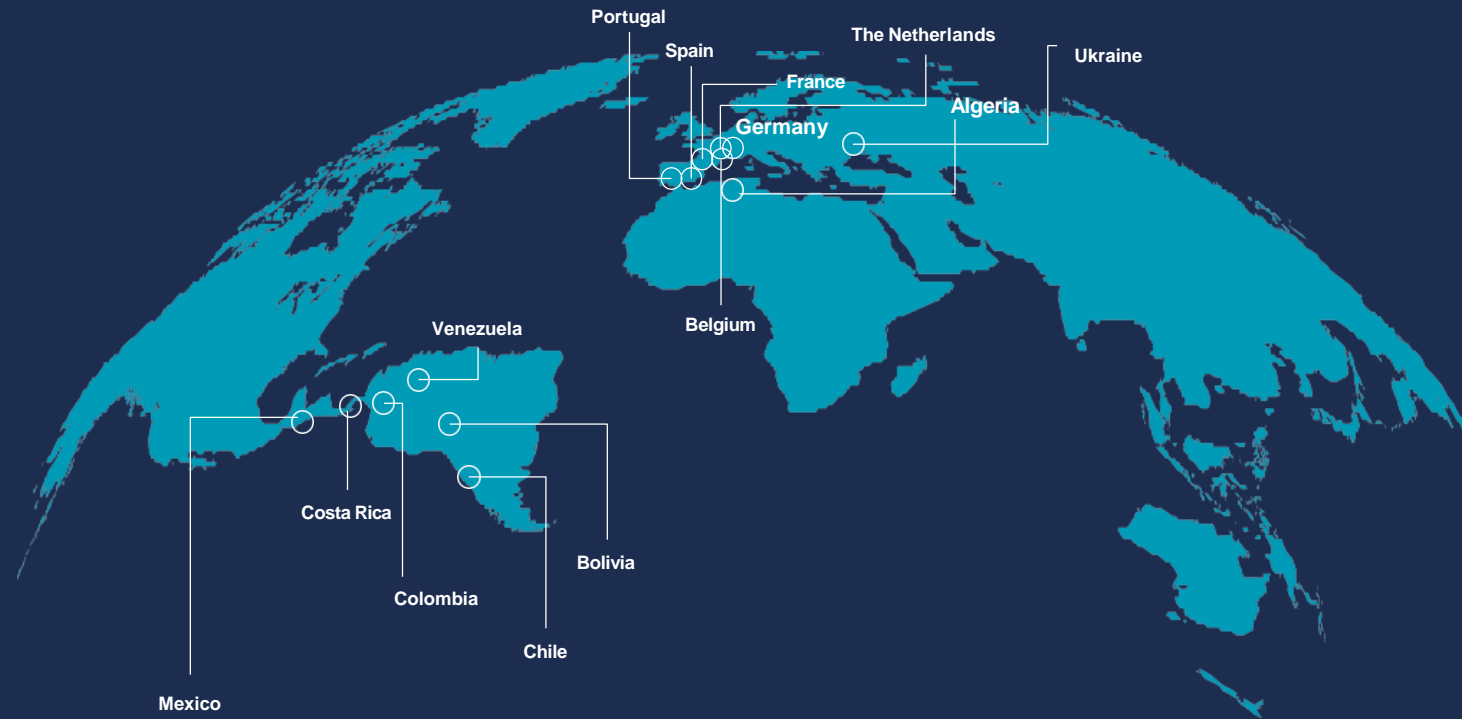 Portugal
Spain
The Netherlands
Ukraine
France
Algeria
Germany
Belgium
Venezuela
Costa Rica
Bolivia
Colombia
Chile
Mexico